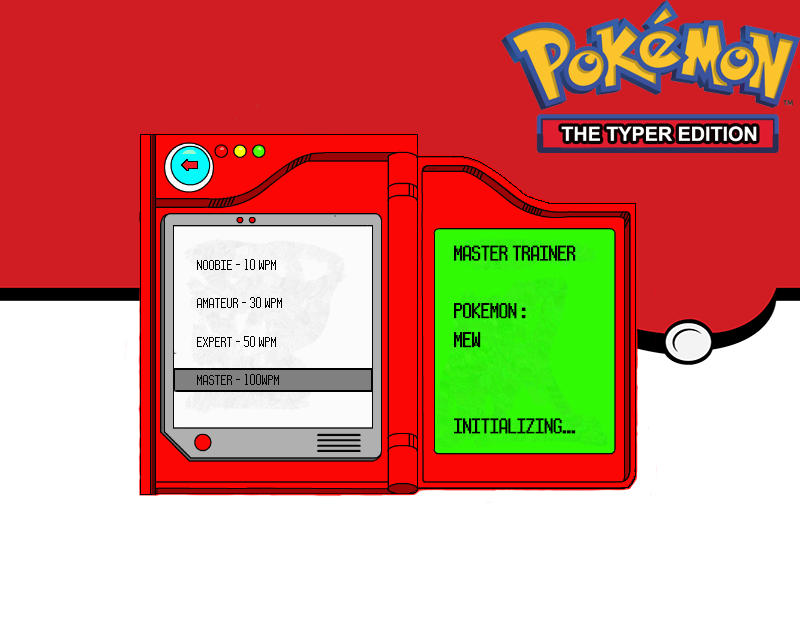 POKéMON
™
THE TYPER EDITION
NOOBIE - 10 WPM
AMATEUR - 30 WPM
EXPERT - 50 WPM
MASTER - 100WPM
MASTER TRAINER
POKEMON :
MEW
INITIALIZING...